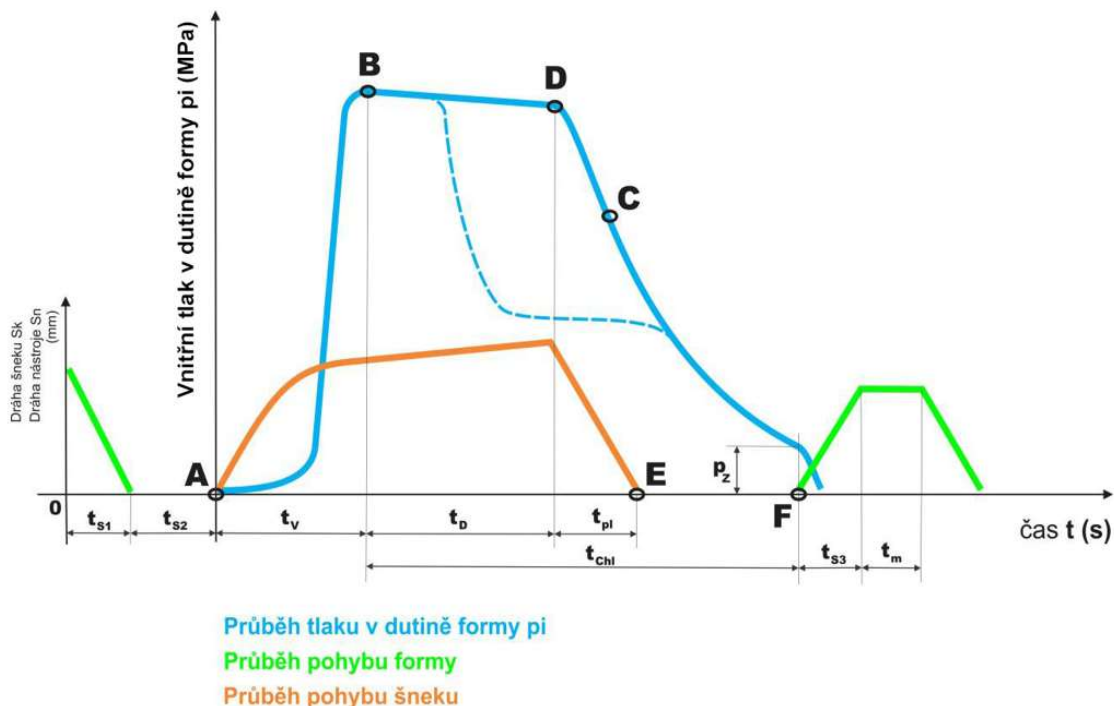 Vnitřní tlak v dutině formy pi (MPa)
B
D
C
Dráha šneku Sk
Dráha nástroje Sn
(mm)
A
E
F
pz
0
ts1
ts2
tv
tD
tpl
čas t (s)
tChl
ts3
tm
Průběh tlaku v dutině formy pi
Průběh pohybu formy
Průběh pohybu šneku